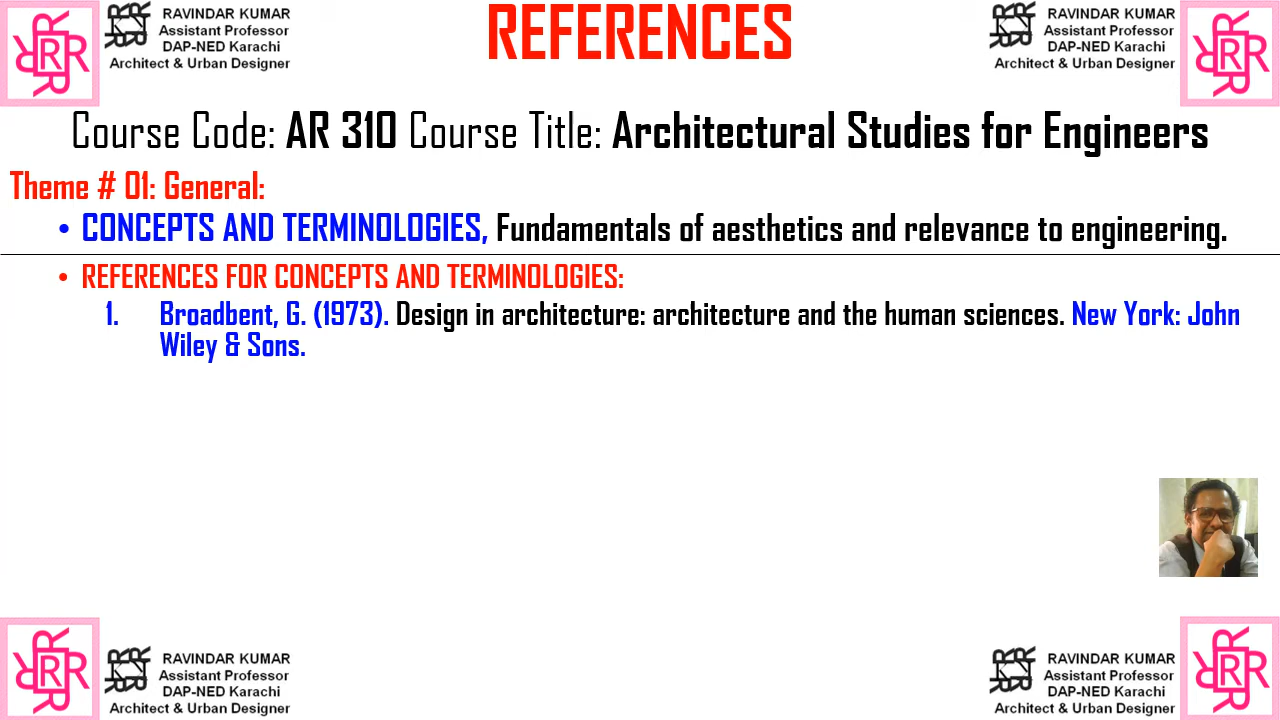 RAVINDAR KUMAR
Assistant Professor
DAP-NED Karachi
Architect & Urban Designer
REFERENCES
RAVINDAR KUMAR
Assistant Professor
DAP-NED Karachi
Architect & Urban Designer
Course Code: AR 310 Course Title: Architectural Studies for Engineers
Theme # 01: General:
• CONCEPTS AND TERMINOLOGIES, Fundamentals of aesthetics and relevance to engineering.
• REFERENCES FOR CONCEPTS AND TERMINOLOGIES:
1. Broadbent, G. (1973). Design in architecture: architecture and the human sciences. New York: John
Wiley & Sons.
RAVINDAR KUMAR
Assistant Professor
DAP-NED Karachi
Architect & Urban Designer
RAVINDAR KUMAR
Assistant Professor
DAP-NED Karachi
Architect & Urban Designer